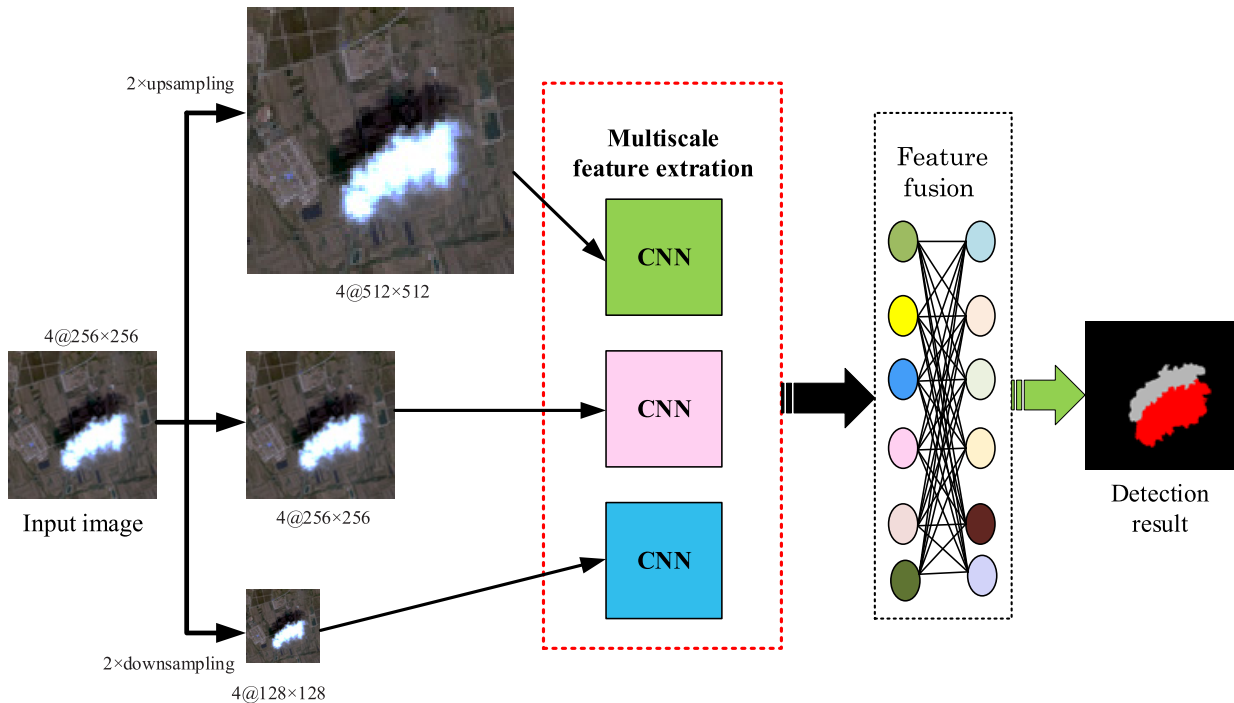 2×upsampling
4@512×512
4@256×256
Input image
4@256×256
2×downsampling
4@128×128
Multiscale
feature extration
CNN
CNN
CNN
Feature
fusion
Detection
result